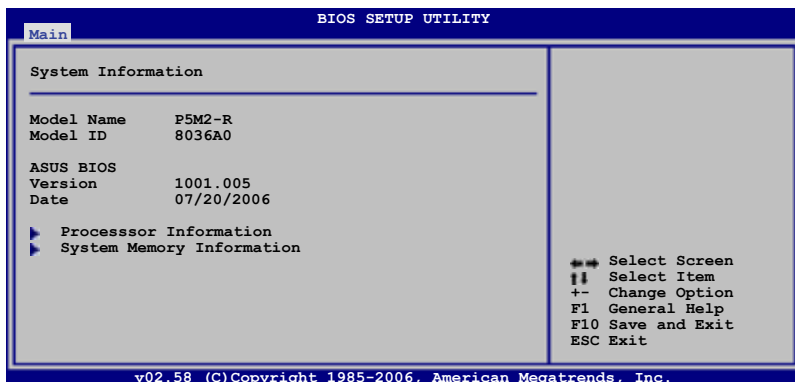 BIOS SETUP UTILITY
Main
System Information
Model Name P5M2-R
Model ID 8036A0
ASUS BIOS
Version 1001.005
Date 07/20/2006
Processsor Information
System Memory Information
Select Screen
Select Item
+- Change Option
F1 General Help
F10 Save and Exit
ESC Exit
v02.58 (C)Copyright 1985-2006, American Megatrends, Inc.